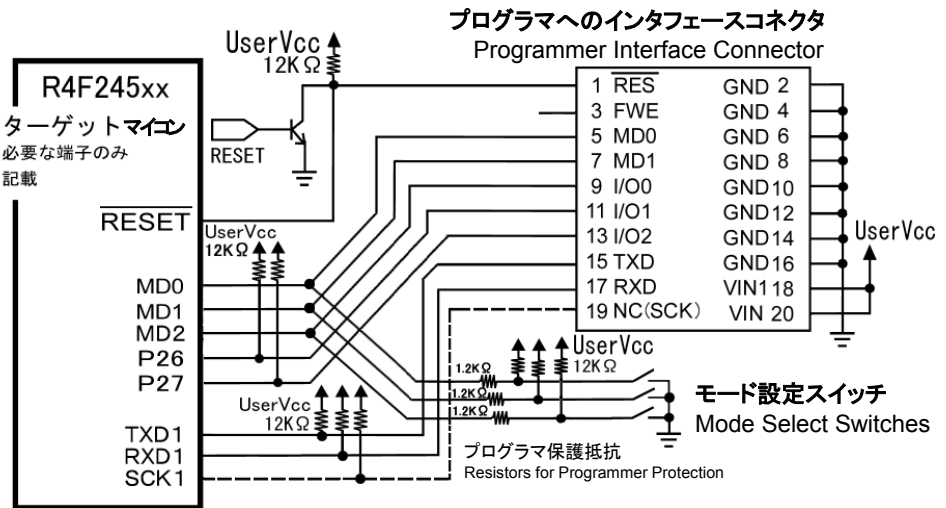 プログラマへのインタフェースコネクタ
Programmer Interface Connector
UserVcc
12KΩ
R4F245xx
ターゲットマイコン
必要な端子のみ
記載
RESET
RESET
UserVcc
12KΩ
MD0
MD1
MD2
P26
P27
TXD1
RXD1
SCK1
UserVcc
12KΩ
1 RES GND 2
3 FWE GND 4
5 MD0 GND 6
7 MD1 GND 8
9 I/O0 GND10
11 I/O1 GND12
13 I/O2 GND14
15 TXD GND16
17 RXD VIN1 18
19 NC(SCK) VIN 20
UserVcc
UserVcc
12KΩ
1.2KΩ
1.2KΩ
1.2KΩ
モード設定スイッチ
Mode Select Switches
プログラマ保護抵抗
Resistors for Programmer Protection